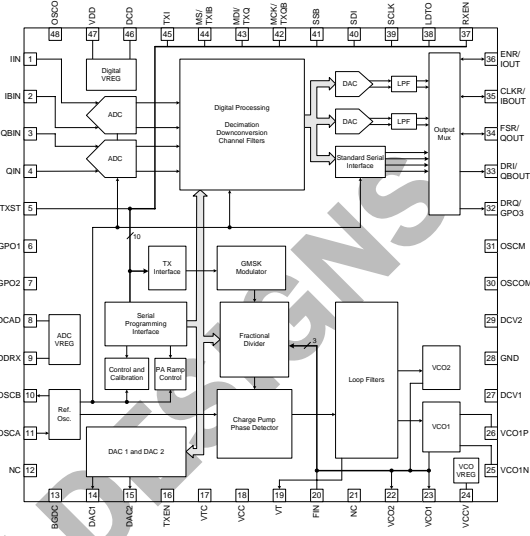 OSCO
VDD
DCD
TXI
MS/
TXIB
MDI/
TXQ
MCK/
TXQB
SSB
SDI
SCLK
LDTO
RXEN
48
47
46
45
44
43
42
41
40
39
38
37
IIN
1
IBIN
2
QBIN
3
QIN
4
TXST
5
GPO1
6
GPO2
7
DCAD
8
DDRX
9
OSCB
10
OSCA
11
NC
12
Digital
VREG
ADC
ADC
Digital Processing
Decimation
Downconversion
Channel Filters
DAC
LPF
DAC
LPF
Standard Serial
Interface
Output
Mux
10
TX
Interface
GMSK
Modulator
Serial
Programming
Interface
Fractional
Divider
3
ADC
VREG
Control and
Calibration
PA Ramp
Control
Loop Filters
VCO2
Ref.
Osc.
Charge Pump
Phase Detector
VCO1
DAC 1 and DAC 2
VCO
VREG
36
ENR/
IOUT
35
CLKR/
IBOUT
34
FSR/
QOUT
33
DRI/
QBOUT
32
DRQ/
GPO3
31
OSCM
30
OSCOM
29
DCV2
28
GND
27
DCV1
26
VCO1P
25
VCO1N
13
14
15
16
17
18
19
20
21
22
23
24
BGDC
DAC1
DAC2
TXEN
VTC
VCC
VT
FIN
NC
VCO2
VCO1
VCCV
DESIGNS